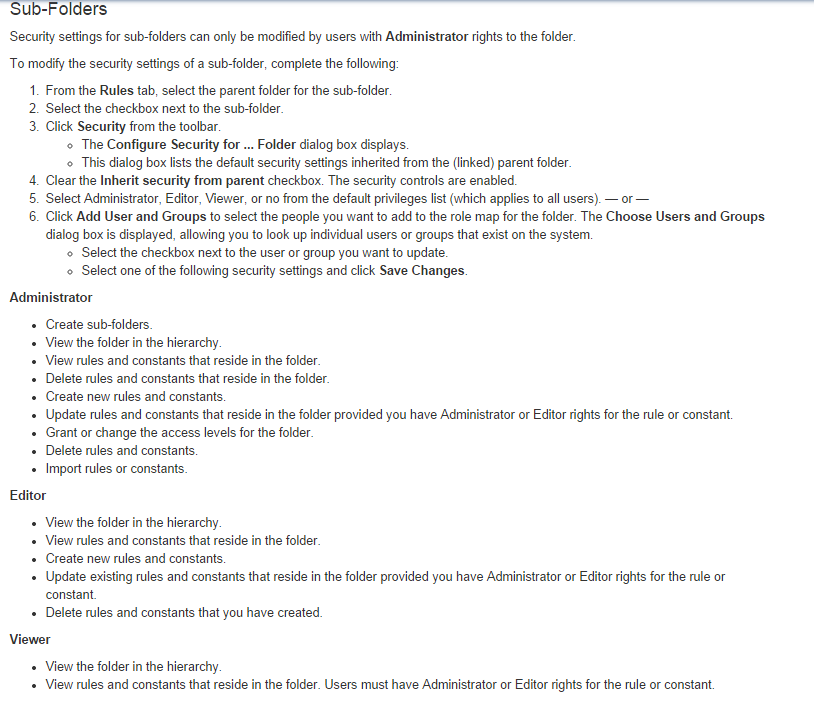 Sub-Folders
Security settings for sub-folders can only be modified by users with Administrator rights to the folder.
To modify the security settings of a sub-folder, complete the following:
1. From the Rules tab, select the parent folder for the sub-folder.
2. Select the checkbox next to the sub-folder.
3. Click Security from the toolbar.
The Configure Security for ... Folder dialog box displays.
This dialog box lists the default security settings inherited from the (linked) parent folder.
4. Clear the Inherit security from parent checkbox. The security controls are enabled.
5. Select Administrator, Editor, Viewer, or no from the default privileges list (which applies to all users). — or —
6. Click Add User and Groups to select the people you want to add to the role map for the folder. The Choose Users and Groups
dialog box is displayed, allowing you to look up individual users or groups that exist on the system.
Select the checkbox next to the user or group you want to update.
Select one of the following security settings and click Save Changes.
Administrator
Create sub-folders.
View the folder in the hierarchy.
View rules and constants that reside in the folder.
Delete rules and constants that reside in the folder.
Create new rules and constants.
Update rules and constants that reside in the folder provided you have Administrator or Editor rights for the rule or constant.
Grant or change the access levels for the folder.
Delete rules and constants.
Import rules or constants.
Editor
View the folder in the hierarchy.
View rules and constants that reside in the folder.
Create new rules and constants.
Update existing rules and constants that reside in the folder provided you have Administrator or Editor rights for the rule or
constant.
Delete rules and constants that you have created.
Viewer
View the folder in the hierarchy.
View rules and constants that reside in the folder. Users must have Administrator or Editor rights for the rule or constant.